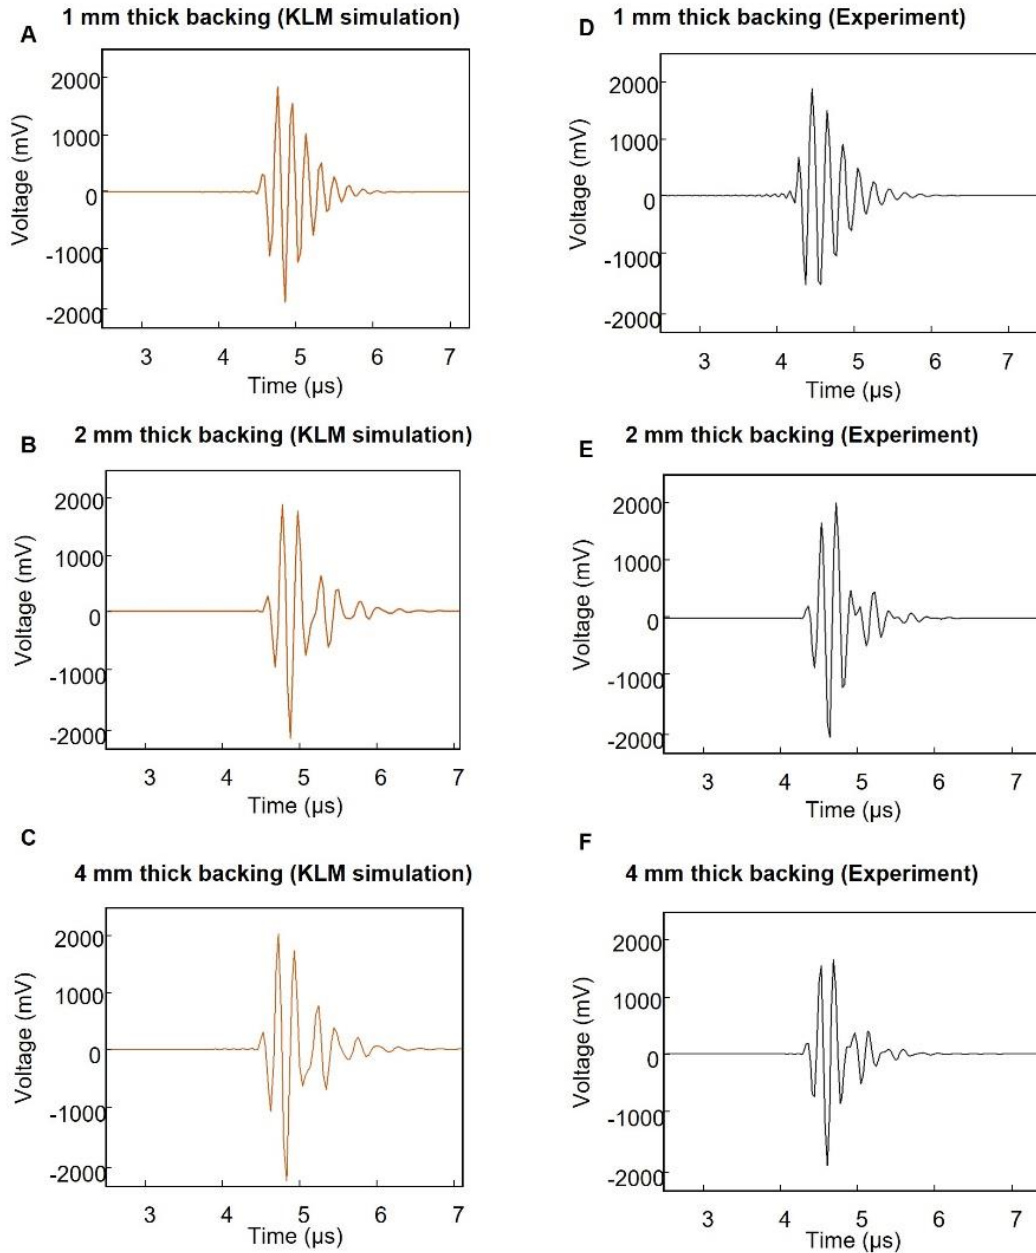 A
1 mm thick backing (KLM simulation)
Voltage (mV)
2000
1000
0
-1000
-2000
3 4 5 6 7
Time (µs)
D
1 mm thick backing (Experiment)
Voltage (mV)
2000
1000
0
-1000
-2000
3 4 5 6 7
Time (µs)
B
2 mm thick backing (KLM simulation)
Voltage (mV)
2000
1000
0
-1000
-2000
3 4 5 6 7
Time (µs)
E
2 mm thick backing (Experiment)
Voltage (mV)
2000
1000
0
-1000
-2000
3 4 5 6 7
Time (µs)
C
4 mm thick backing (KLM simulation)
Voltage (mV)
2000
1000
0
-1000
-2000
3 4 5 6 7
Time (µs)
F
4 mm thick backing (Experiment)
Voltage (mV)
2000
1000
0
-1000
-2000
3 4 5 6 7
Time (µs)